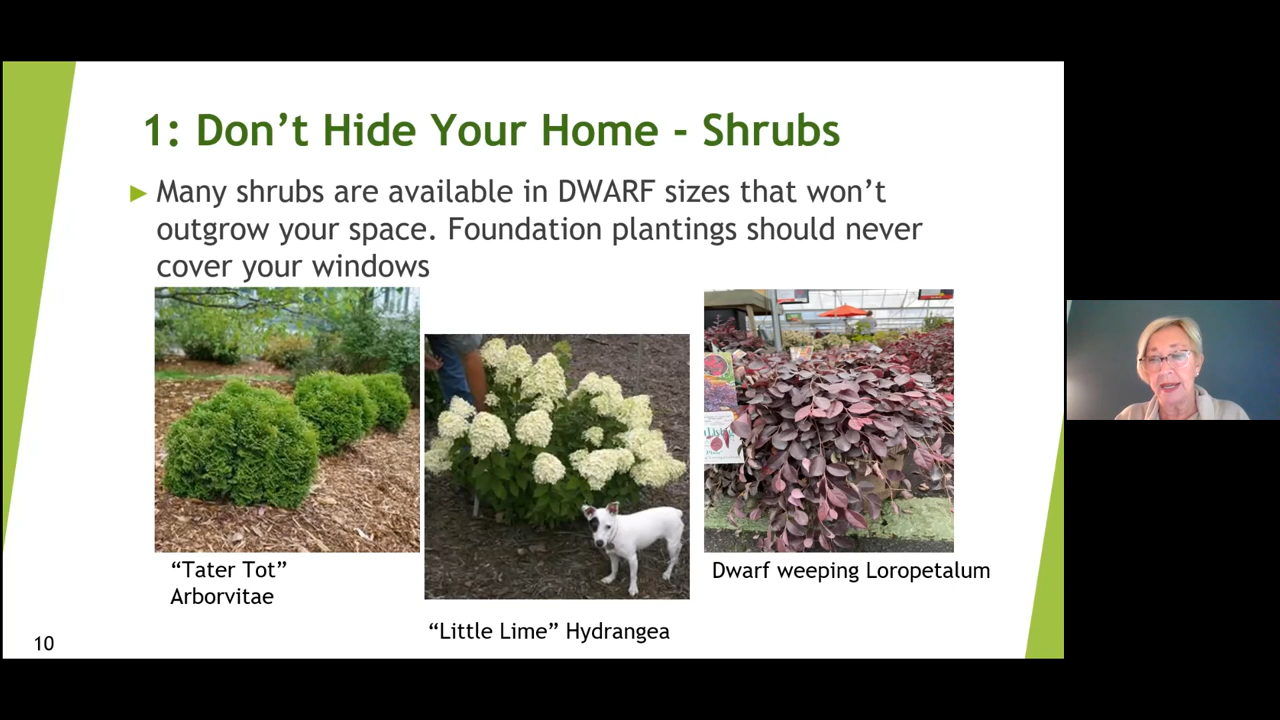 1: Don’t Hide Your Home - Shrubs
Many shrubs are available in DWARF sizes that won’t
outgrow your space. Foundation plantings should never
cover your windows
“Tater Tot”
Arborvitae
“Little Lime” Hydrangea
Dwarf weeping Loropetalum
10